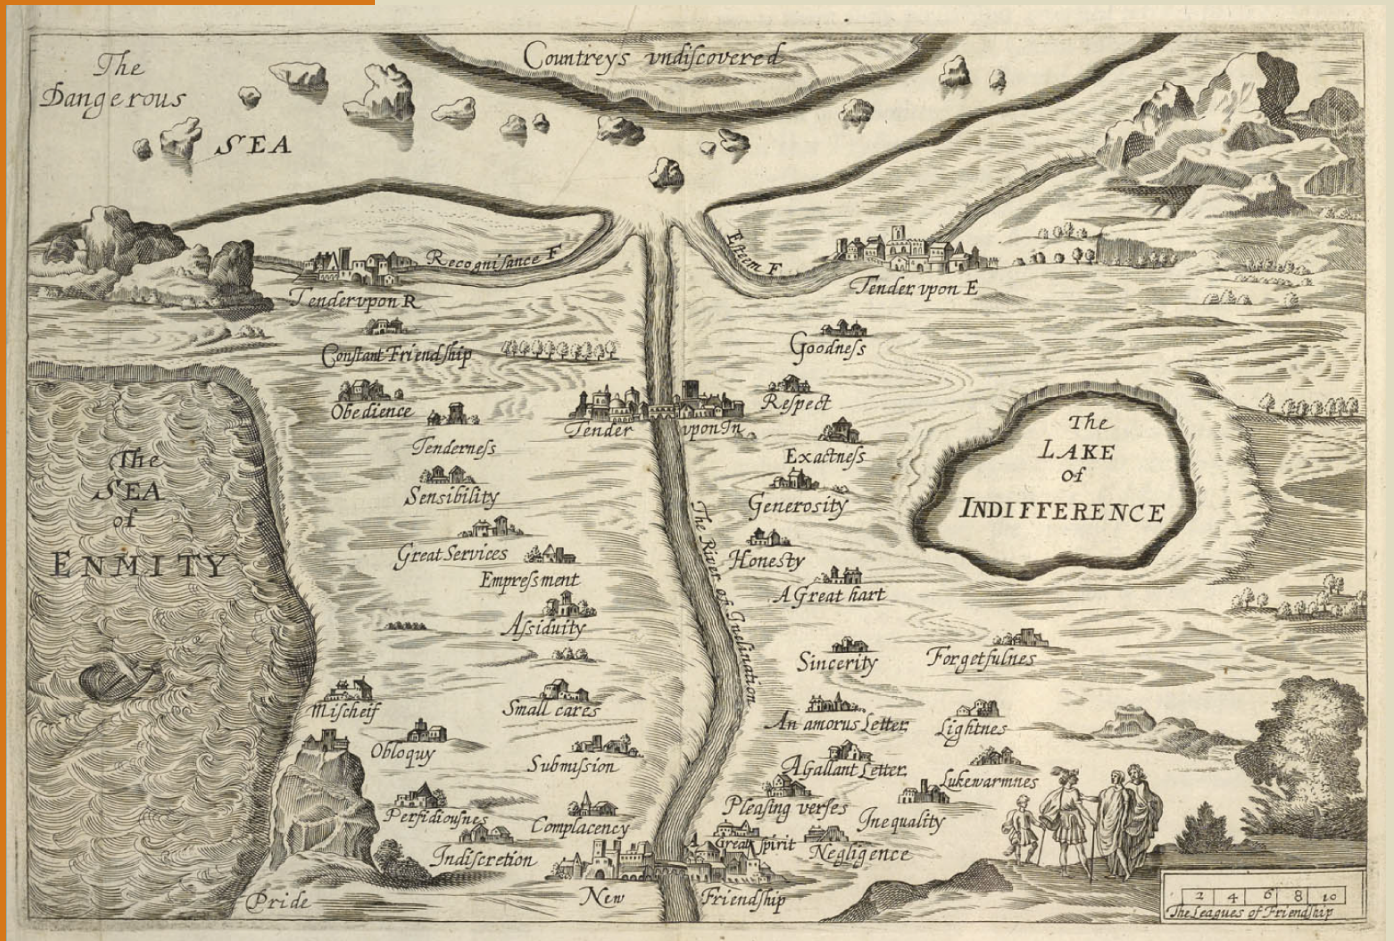 Countreys vndiſcovered
The
Dangerous
SEA
Recogniſance F
Eſteem F
Tender vpon R
Tender vpon E
Conſtant Friendſhip
Goodneſs
Obedience
Reſpect
Tender vpon In
Tenderneſs
Exactneſs
The
LAKE
of
INDIFFERENCE
The
SEA
of
ENMITY
Senſibility
Generoſity
Great Services
Honeſty
Empreſsment
A Great hart
The River of Inclination
Aſsiduity
Sincerity
Forgetfulnes
Miſcheif
Small cares
An amorus Letter
Lightnes
Obloquy
Submiſsion
A Gallant Letter
Lukewarmnes
Perfidiouſnes
Pleaſing verſes
Inequality
Complacency
Great ſpirit
Indiſcretion
Negligence
Pride
New Friendſhip
2 4 6 8 10
The Leagues of Friendſhip